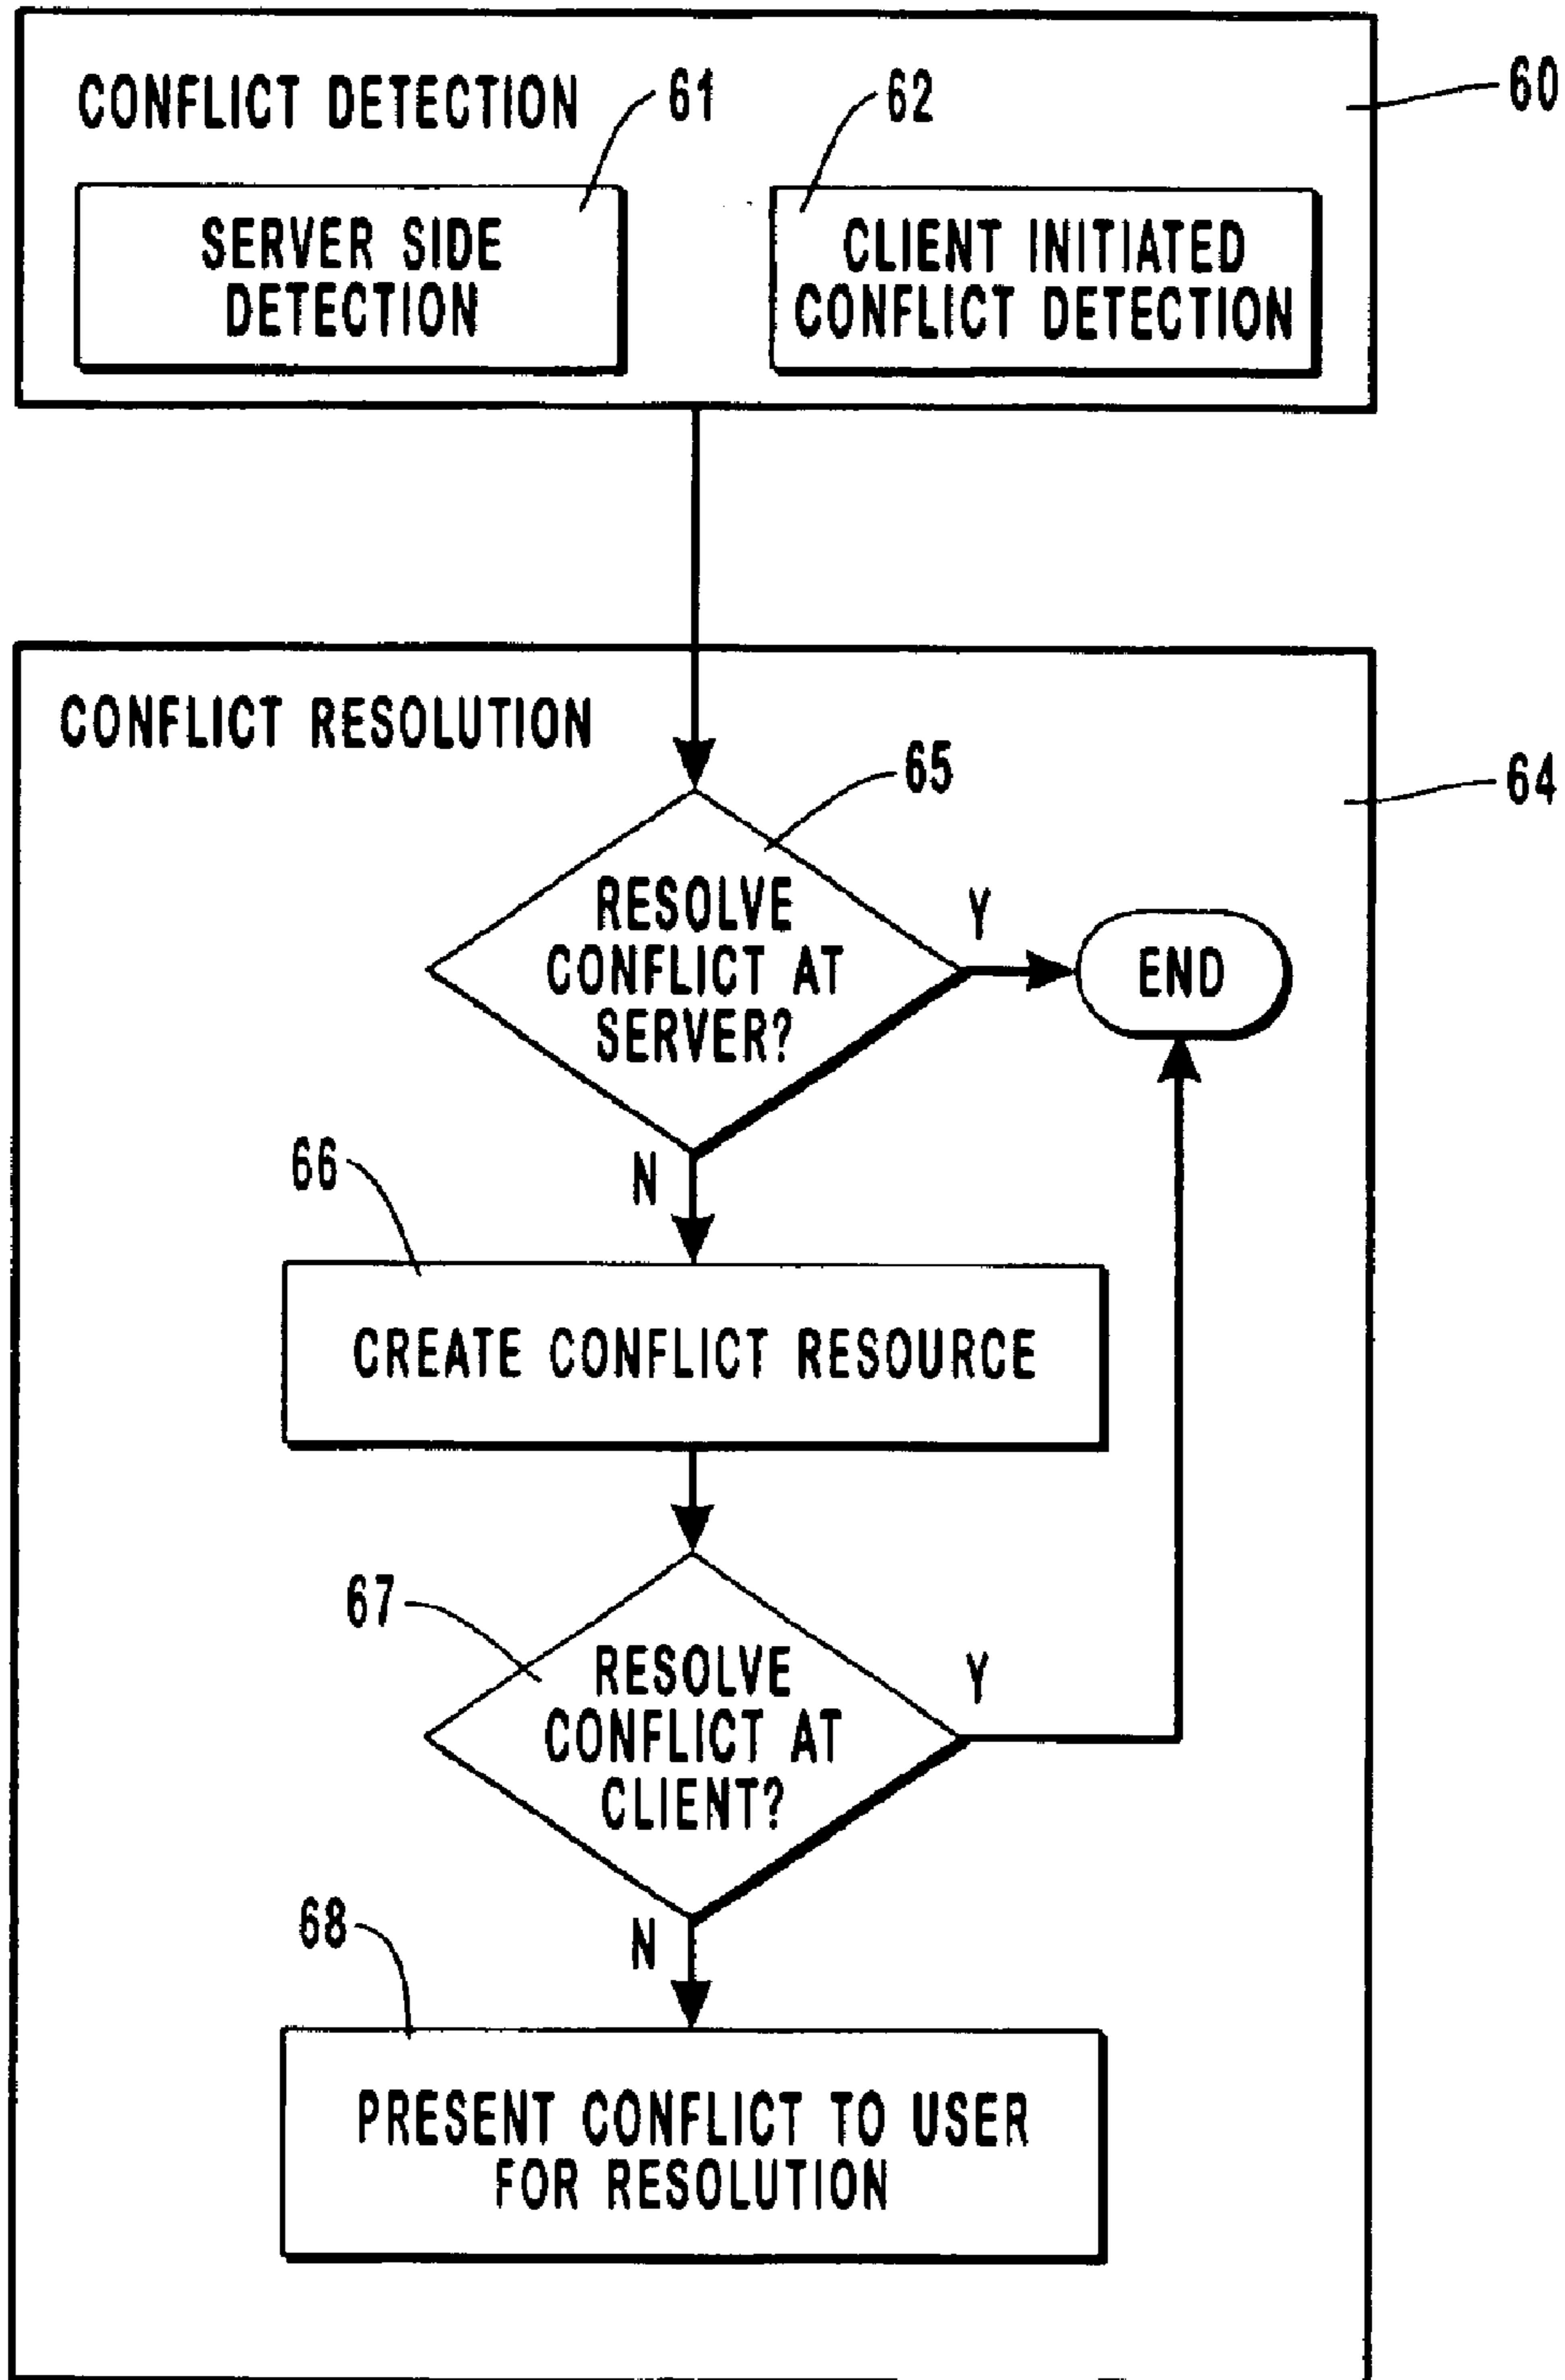 CONFLICT DETECTION
61
62
60
SERVER SIDE
DETECTION
CLIENT INITIATED
CONFLICT DETECTION
CONFLICT RESOLUTION
65
64
RESOLVE
CONFLICT AT
SERVER?
Y
END
N
66
CREATE CONFLICT RESOURCE
67
RESOLVE
CONFLICT AT
CLIENT?
Y
N
68
PRESENT CONFLICT TO USER
FOR RESOLUTION